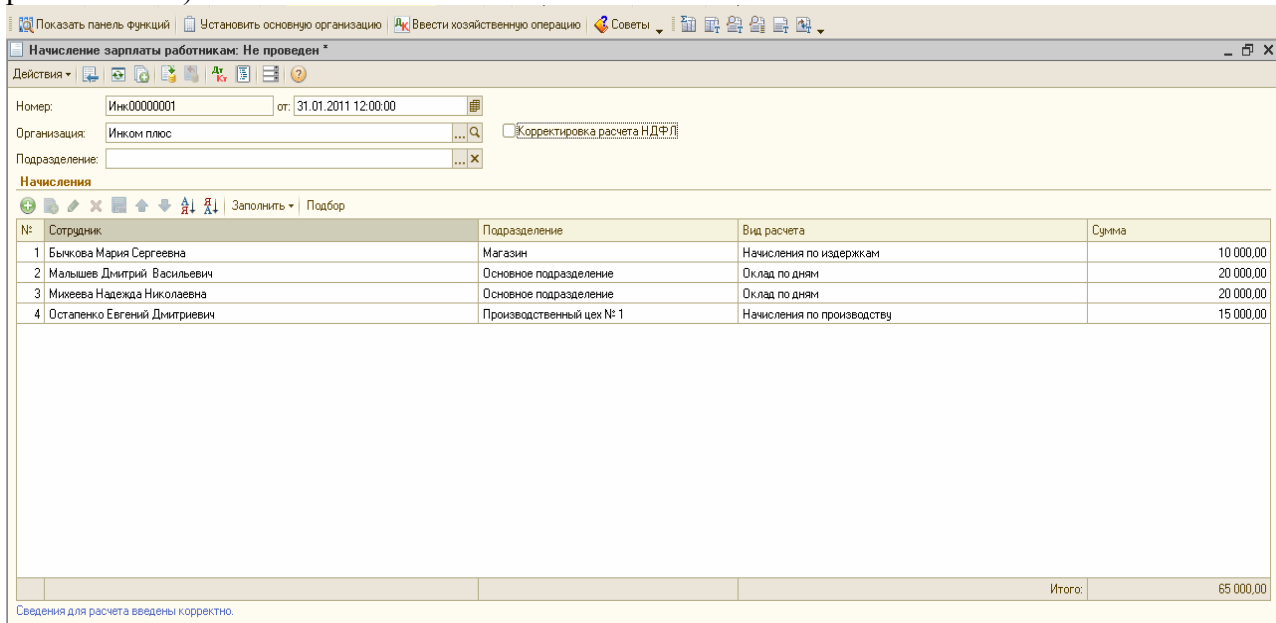 Показать панель функций Установить основную организацию Ввести хозяйственную операцию Советы
Начисление зарплаты работникам: Не проведен *
Действия
Номер: Инк00000001 от: 31.01.2011 12:00:00
Организация: Инком плюс ... Корректировка расчета НДФЛ
Подразделение: ...
Начисления
Заполнить Подбор
№ Сотрудник Подразделение Вид расчета Сумма
1 Бычкова Мария Сергеевна Магазин Начисления по издержкам 10 000,00
2 Малышев Дмитрий Васильевич Основное подразделение Оклад по дням 20 000,00
3 Михеева Надежда Николаевна Основное подразделение Оклад по дням 20 000,00
4 Остапенко Евгений Дмитриевич Производственный цех № 1 Начисления по производству 15 000,00
Итого: 65 000,00
Сведения для расчета введены корректно.